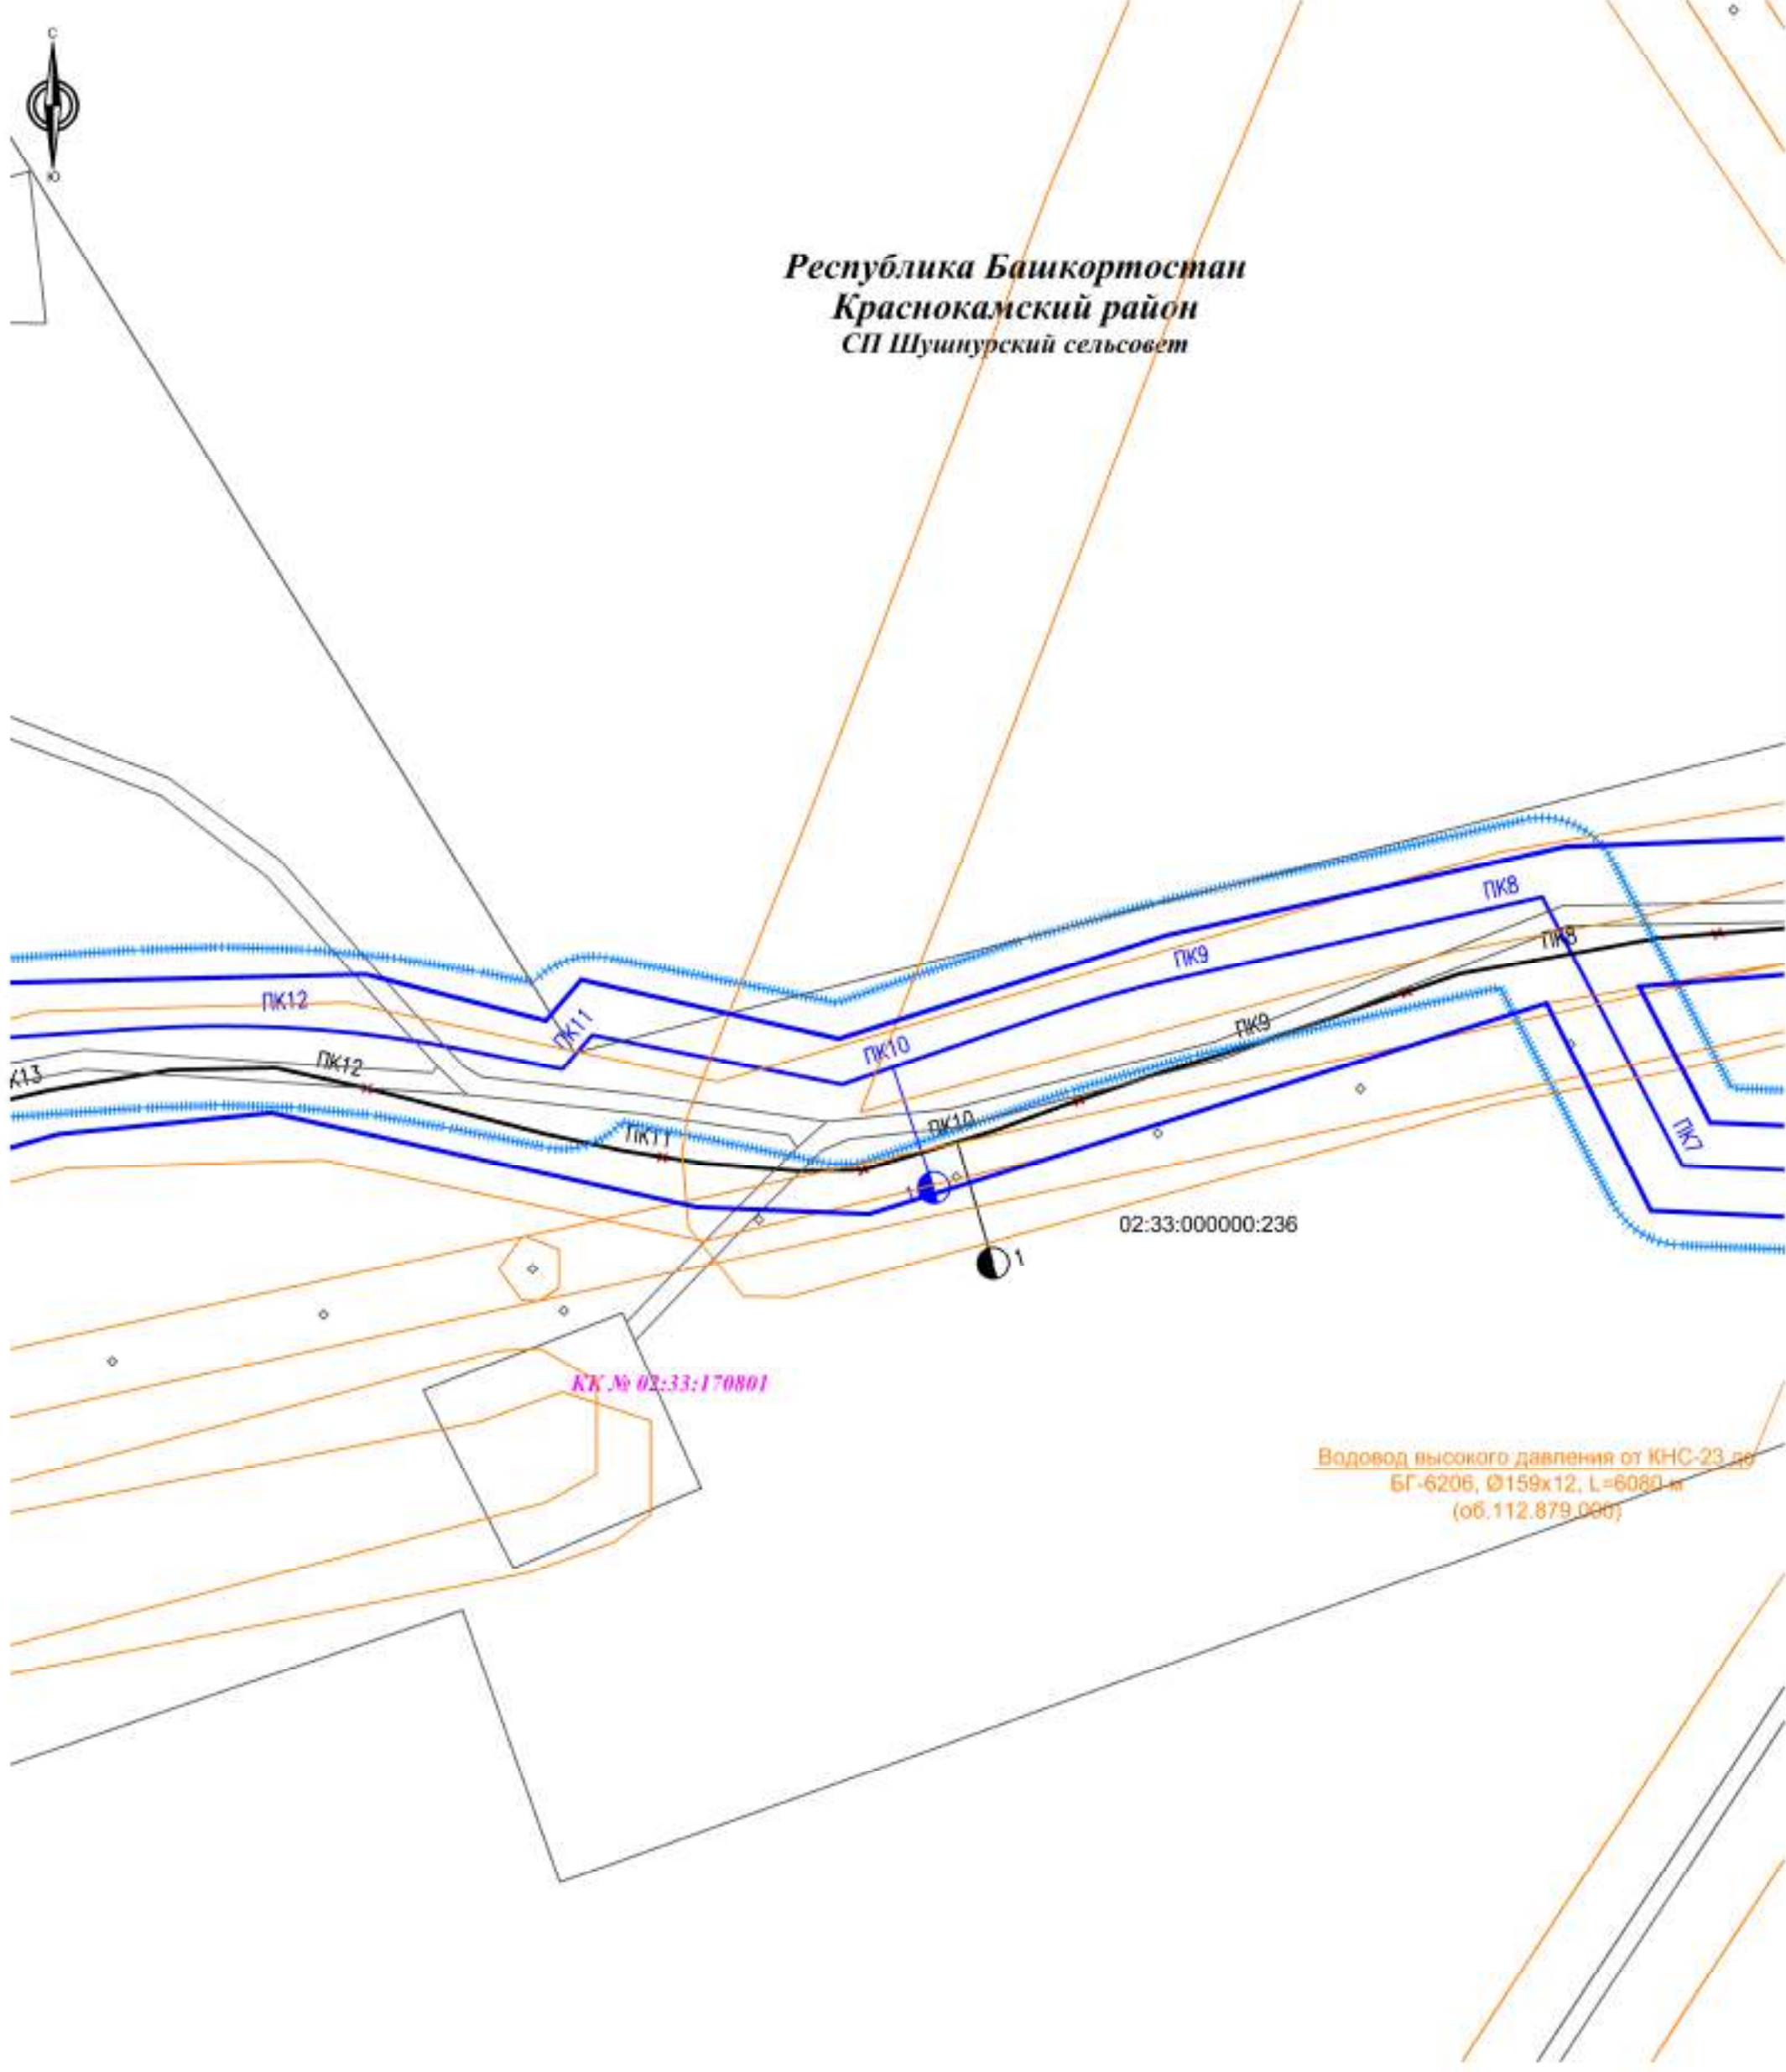 С
Ю
Республика Башкортостан
Краснокамский район
СП Шушнурский сельсовет
ПК8
ПК8
ПК9
ПК9
ПК10
ПК10
ПК11
ПК11
ПК12
ПК12
К13
ПК7
1
1
02:33:000000:236
КК № 02:33:170801
Водовод высокого давления от КНС-23 до
БГ-6206, Ø159х12, L=6080 м
(об.112.879.000)